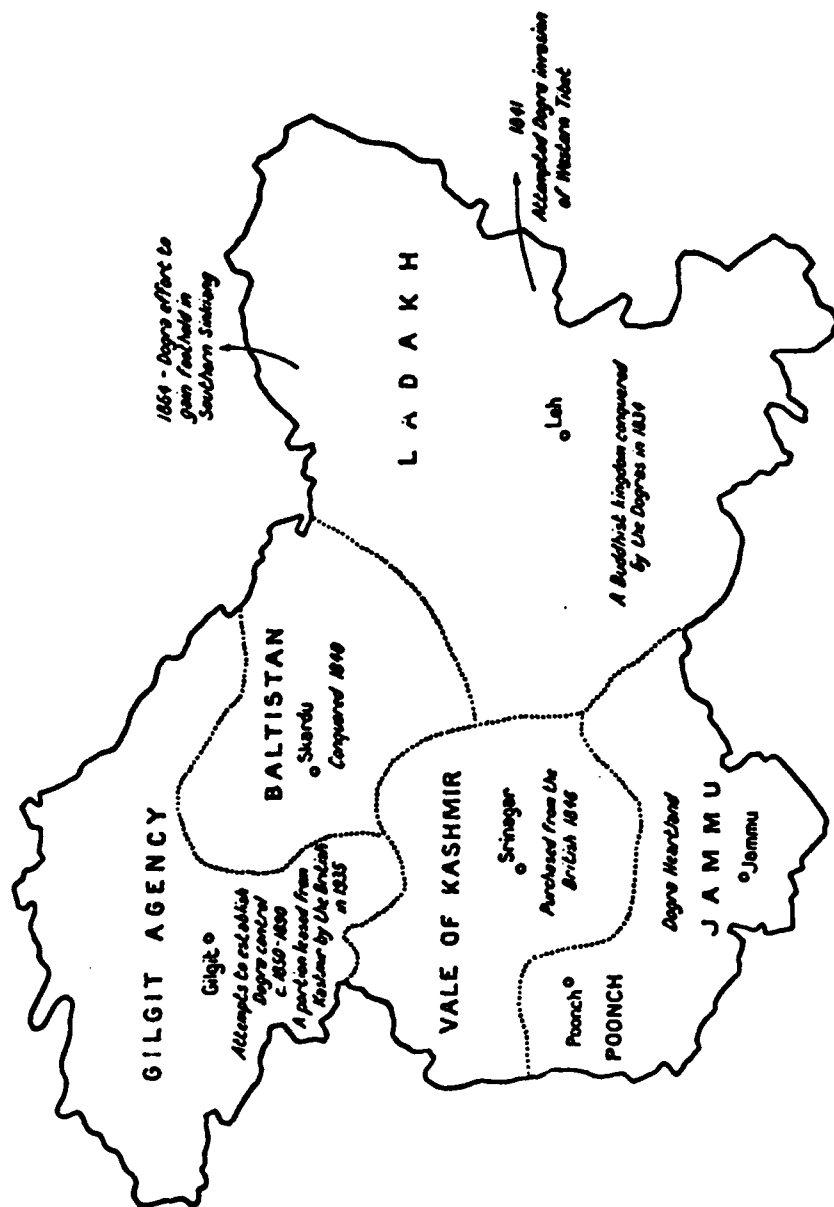 1864 - Dogra effort to
gain foothold in
Southern Sinkiang
GILGIT AGENCY
Gilgit
Attempts to establish
Dogra control
c. 1850-1890
A portion leased from
Kashmir by the British
in 1935
BALTISTAN
Skardu
Conquered 1840
LADAKH
1841
Attempted Dogra invasion
of Western Tibet
Leh
A Buddhist kingdom conquered
by the Dogras in 1834
VALE OF KASHMIR
Srinagar
Purchased from the
British 1846
Poonch
POONCH
Dogra Heartland
JAMMU
Jammu